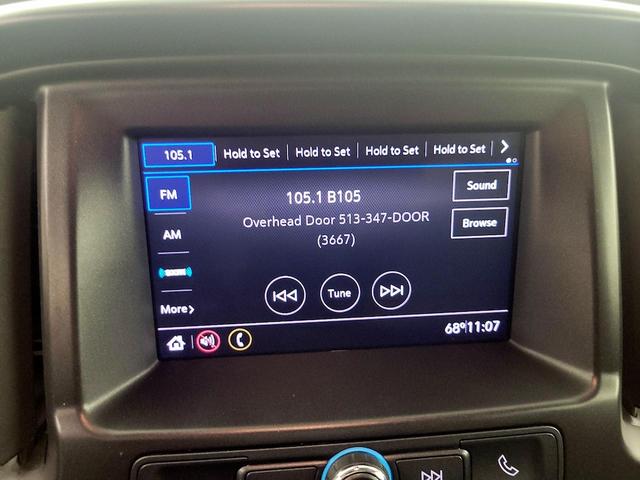 105.1 Hold to Set Hold to Set Hold to Set Hold to Set
FM
Sound
105.1 B105
Browse
Overhead Door 513-347-DOOR
(3667)
AM
Tune
More
68° 11:07